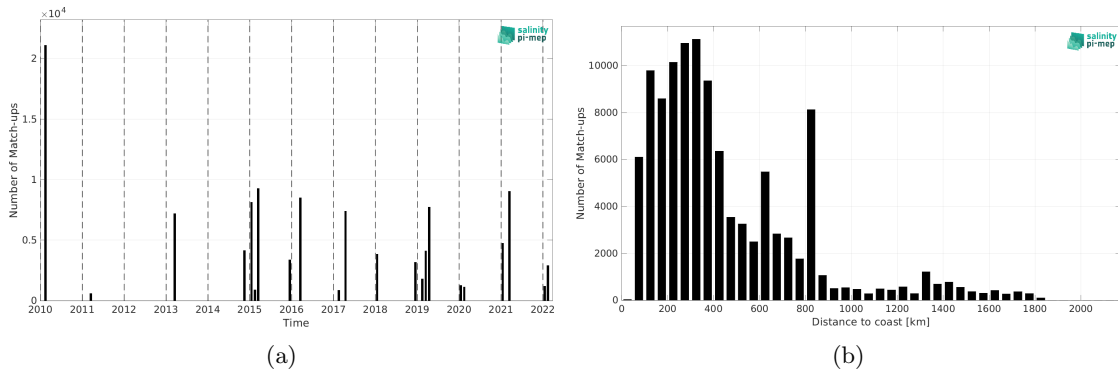 ×10⁴
2
1.5
1
0.5
0
Number of Match-ups
2010 2011 2012 2013 2014 2015 2016 2017 2018 2019 2020 2021 2022
Time
salinity
pi-mep
(a)
10000
8000
6000
4000
2000
0
Number of Match-ups
0 200 400 600 800 1000 1200 1400 1600 1800 2000
Distance to coast [km]
salinity
pi-mep
(b)